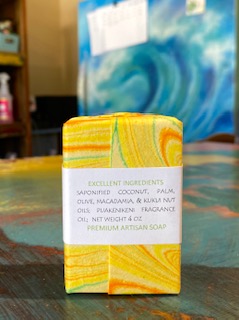 EXCELLENT INGREDIENTS
SAPONIFIED COCONUT, PALM,
OLIVE, MACADAMIA, & KUKUI NUT
OILS; PUAKENIKENI FRAGRANCE
OIL; NET WEIGHT 4 OZ
PREMIUM ARTISAN SOAP